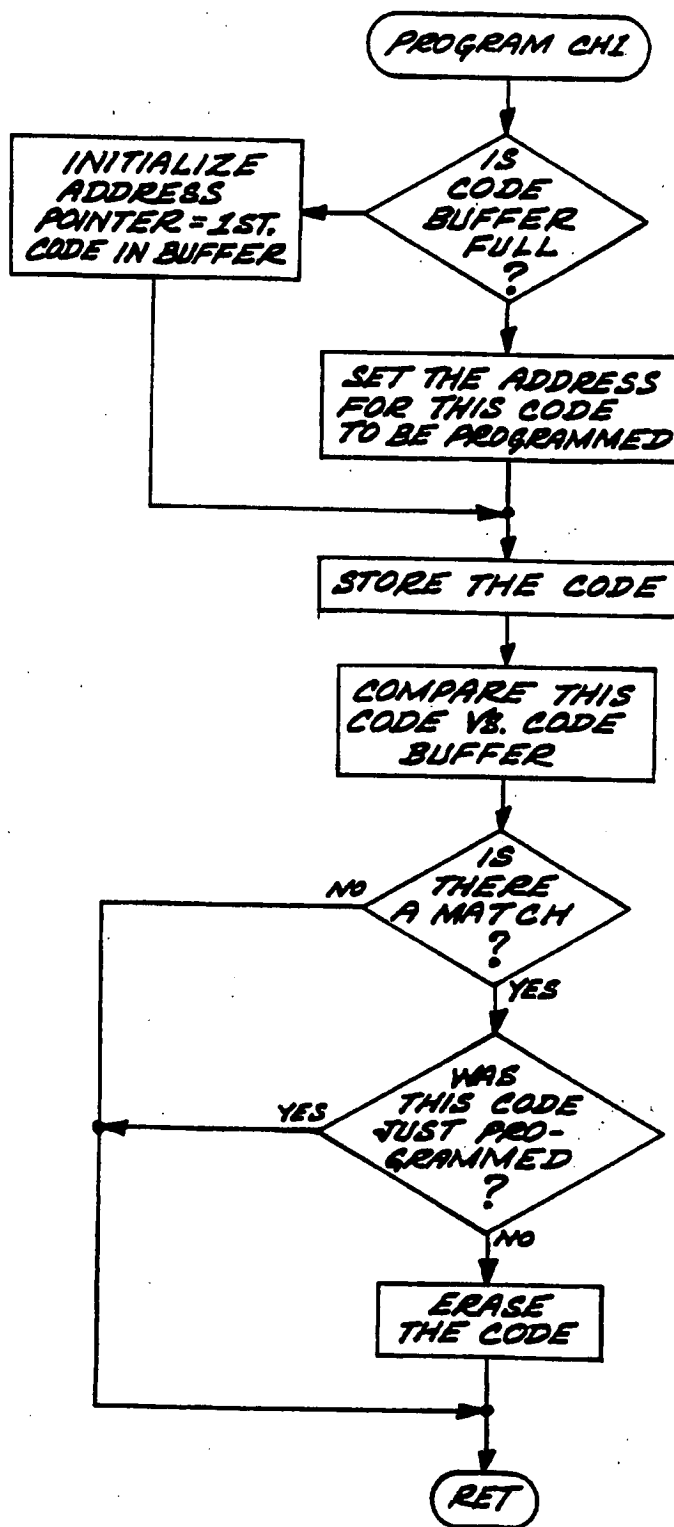 PROGRAM CH1
IS
CODE
BUFFER
FULL
?
INITIALIZE
ADDRESS
POINTER = 1ST.
CODE IN BUFFER
SET THE ADDRESS
FOR THIS CODE
TO BE PROGRAMMED
STORE THE CODE
COMPARE THIS
CODE VS. CODE
BUFFER
IS
THERE
A MATCH
?
NO
YES
WAS
THIS CODE
JUST PRO-
GRAMMED
?
YES
NO
ERASE
THE CODE
RET